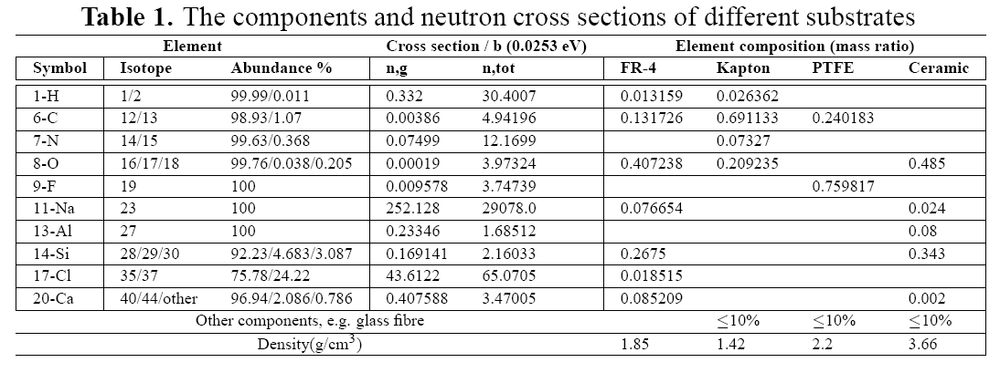 Table 1. The components and neutron cross sections of different substrates
Element Cross section / b (0.0253 eV) Element composition (mass ratio)
Symbol Isotope Abundance % n,g n,tot FR-4 Kapton PTFE Ceramic
1-H 1/2 99.99/0.011 0.332 30.4007 0.013159 0.026362
6-C 12/13 98.93/1.07 0.00386 4.94196 0.131726 0.691133 0.240183
7-N 14/15 99.63/0.368 0.07499 12.1699 0.07327
8-O 16/17/18 99.76/0.038/0.205 0.00019 3.97324 0.407238 0.209235 0.485
9-F 19 100 0.009578 3.74739 0.759817
11-Na 23 100 252.128 29078.0 0.076654 0.024
13-Al 27 100 0.23346 1.68512 0.08
14-Si 28/29/30 92.23/4.683/3.087 0.169141 2.16033 0.2675 0.343
17-Cl 35/37 75.78/24.22 43.6122 65.0705 0.018515
20-Ca 40/44/other 96.94/2.086/0.786 0.407588 3.47005 0.085209 0.002
Other components, e.g. glass fibre ≤10% ≤10% ≤10%
Density(g/cm³) 1.85 1.42 2.2 3.66